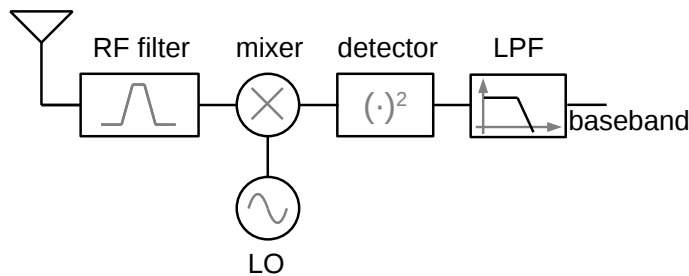 RF filter
mixer
detector
LPF
(·)²
baseband
LO